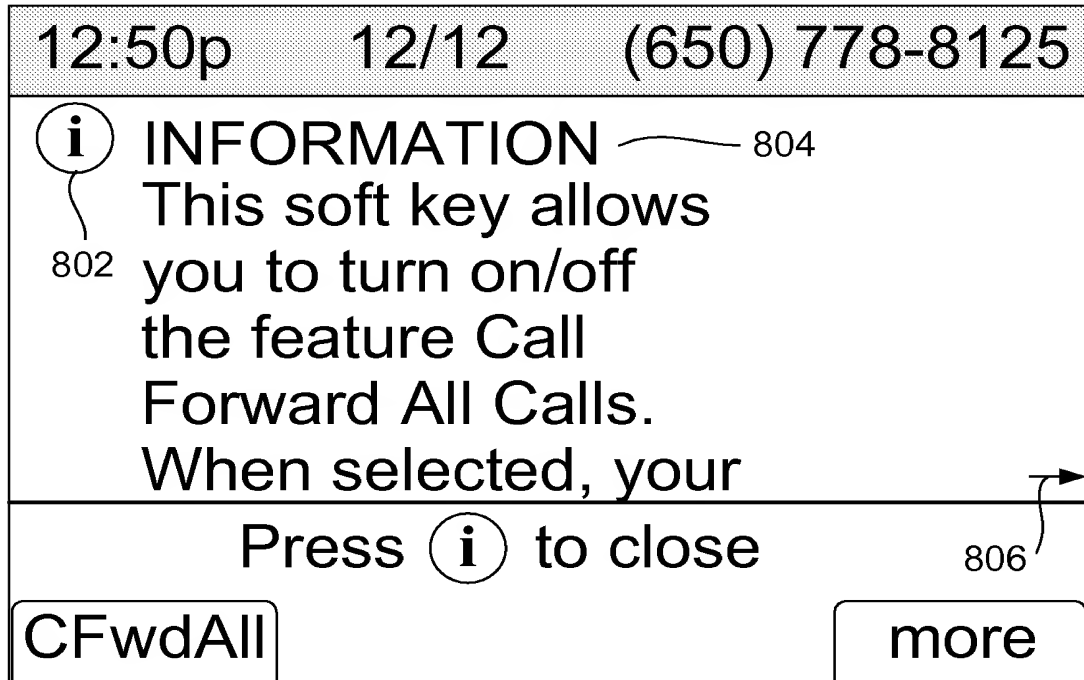 12:50p 12/12 (650) 778-8125
i INFORMATION 804
This soft key allows
802 you to turn on/off
the feature Call
Forward All Calls.
When selected, your
Press i to close 806
CFwdAll more